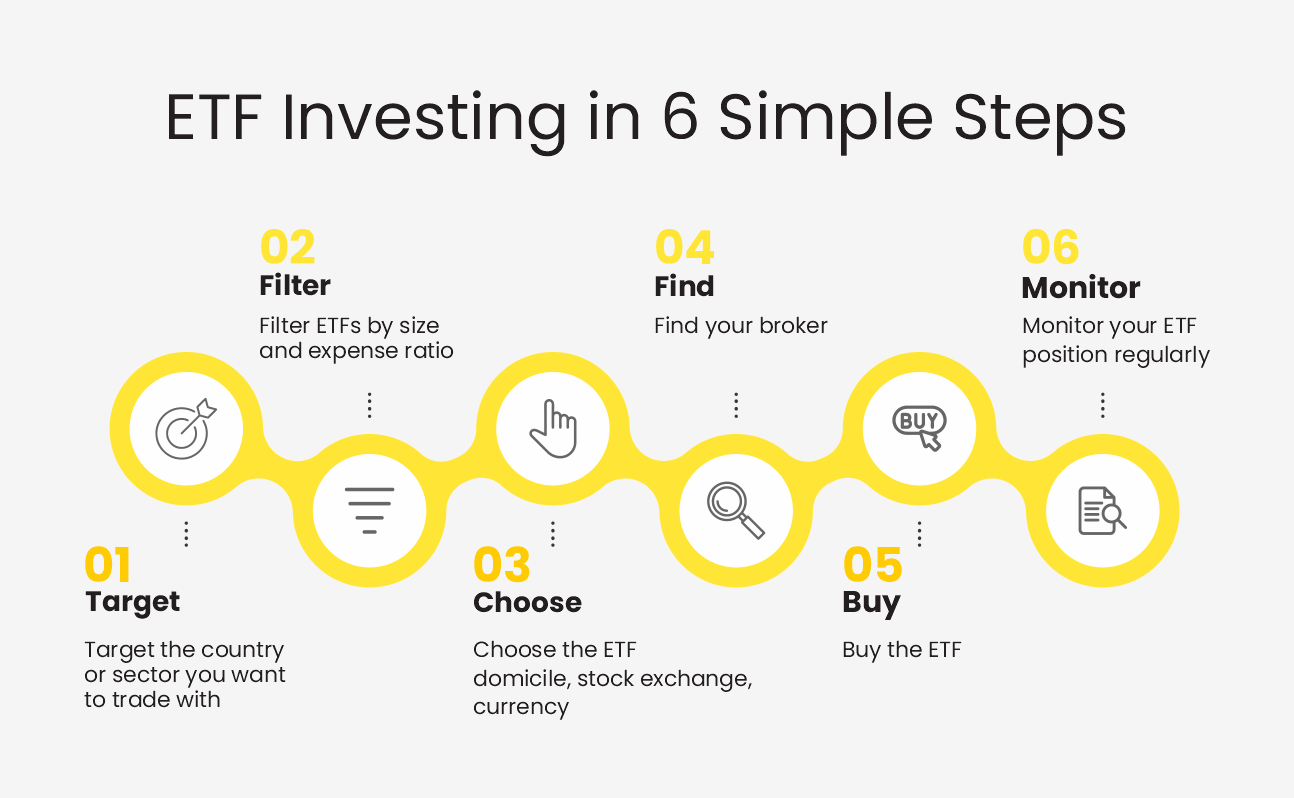 ETF Investing in 6 Simple Steps
01
Target
Target the country
or sector you want
to trade with
02
Filter
Filter ETFs by size
and expense ratio
03
Choose
Choose the ETF
domicile, stock exchange,
currency
04
Find
Find your broker
BUY
05
Buy
Buy the ETF
06
Monitor
Monitor your ETF
position regularly